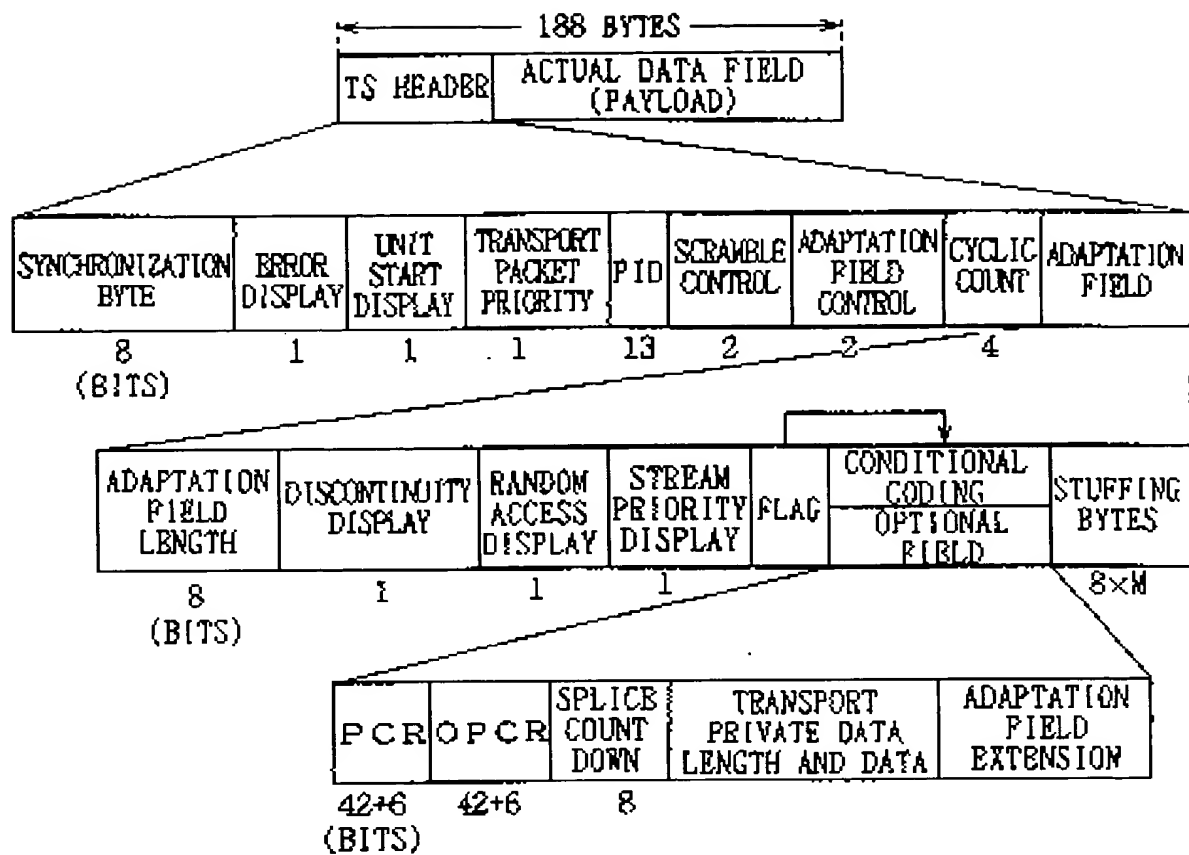 188 BYTES
TS HEADER
ACTUAL DATA FIELD
(PAYLOAD)
SYNCHRONIZATION
BYTE
ERROR
DISPLAY
UNIT
START
DISPLAY
TRANSPORT
PACKET
PRIORITY
PID
SCRAMBLE
CONTROL
ADAPTATION
FIELD
CONTROL
CYCLIC
COUNT
ADAPTATION
FIELD
8
(BITS)
1
1
1
13
2
2
4
ADAPTATION
FIELD
LENGTH
DISCONTINUITY
DISPLAY
RANDOM
ACCESS
DISPLAY
STREAM
PRIORITY
DISPLAY
FLAG
CONDITIONAL
CODING
OPTIONAL
FIELD
STUFFING
BYTES
8
(BITS)
1
1
1
8×M
PCR
OPCR
SPLICE
COUNT
DOWN
TRANSPORT
PRIVATE DATA
LENGTH AND DATA
ADAPTATION
FIELD
EXTENSION
42+6
(BITS)
42+6
8